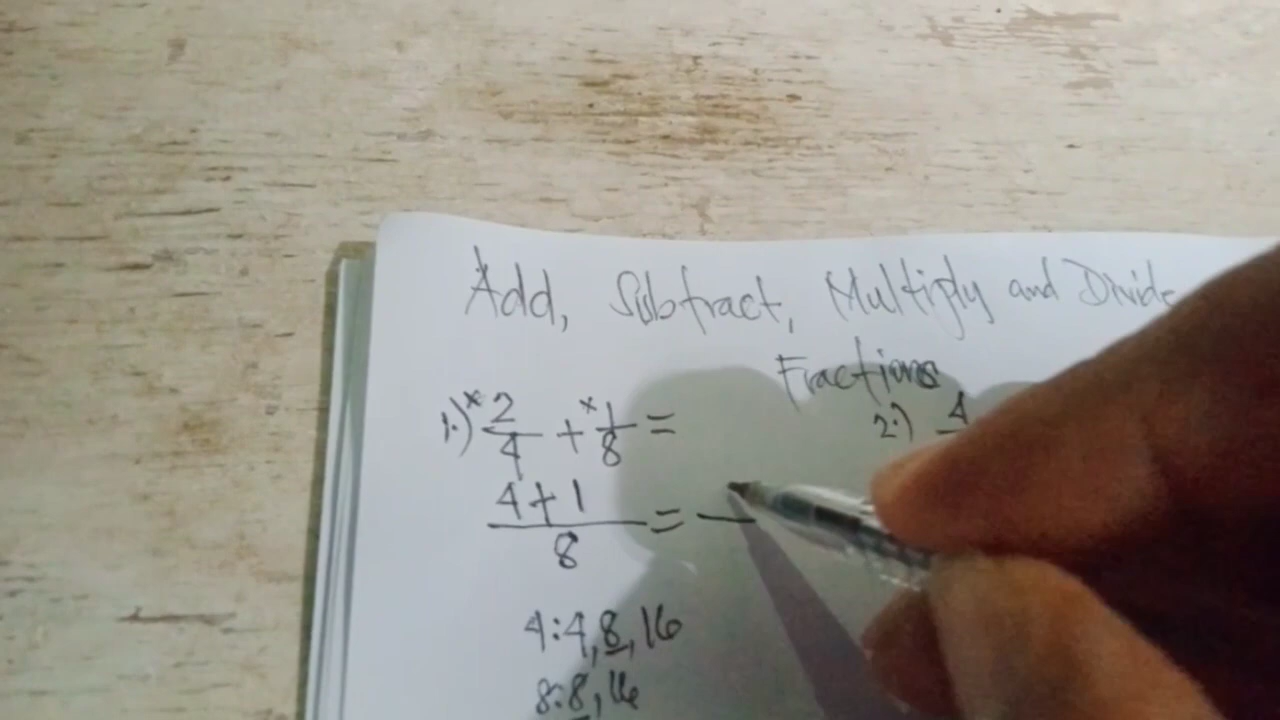 Add, Subtract, Multiply and Divide
Fractions
1.) * 2/4 + * 1/8 =
2.) 4
4+1/8 =
4:4,8,16
8:8,16